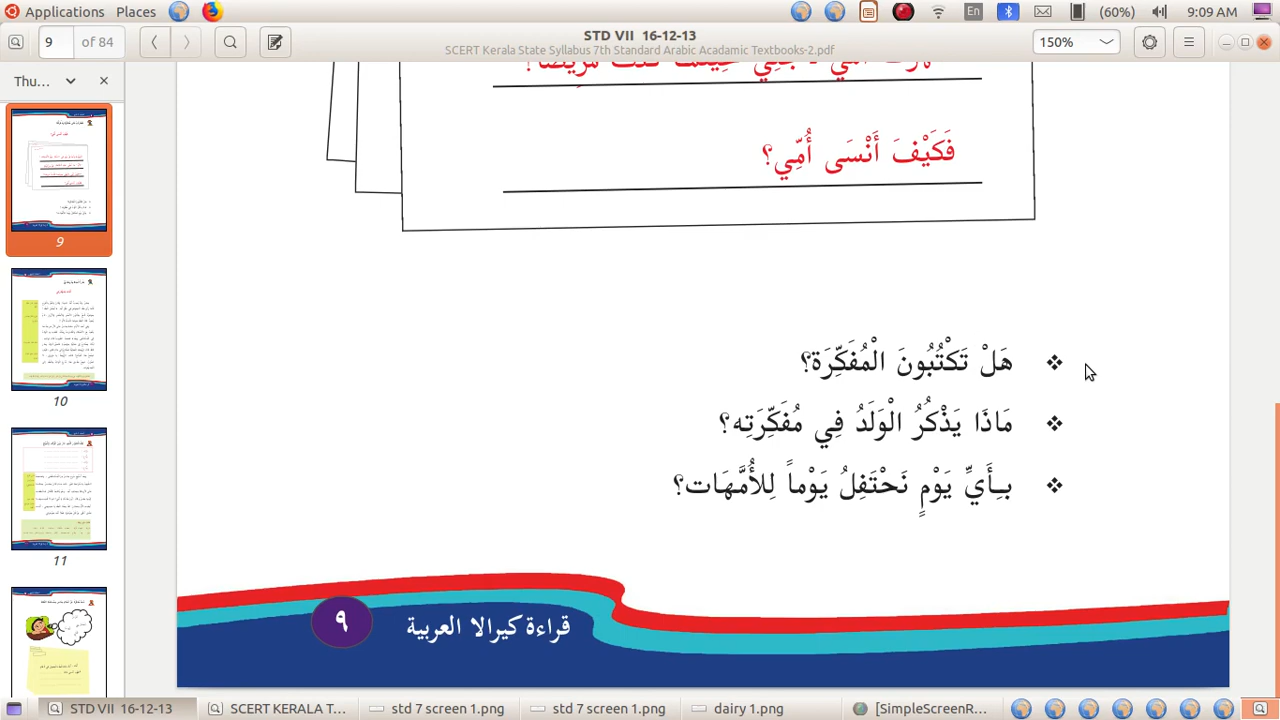 Applications Places En (60%) 9:09 AM
9 of 84
STD VII 16-12-13
SCERT Kerala State Syllabus 7th Standard Arabic Acadamic Textbooks-2.pdf
150%
Thu...
9
10
11
فَكَيْفَ أَنْسَى أُمِّي؟
هَلْ تَكْتُبُونَ الْمُفَكِّرَة؟
مَاذَا يَذْكُرُ الْوَلَدُ فِي مُفَكِّرَتِه؟
بِأَيِّ يَوْمٍ نَحْتَفِلُ يَوْماً لِلأُمَّهَات؟
قراءة كيرالا العربية
٩
STD VII 16-12-13
SCERT KERALA T...
std 7 screen 1.png
std 7 screen 1.png
dairy 1.png
[SimpleScreenR...